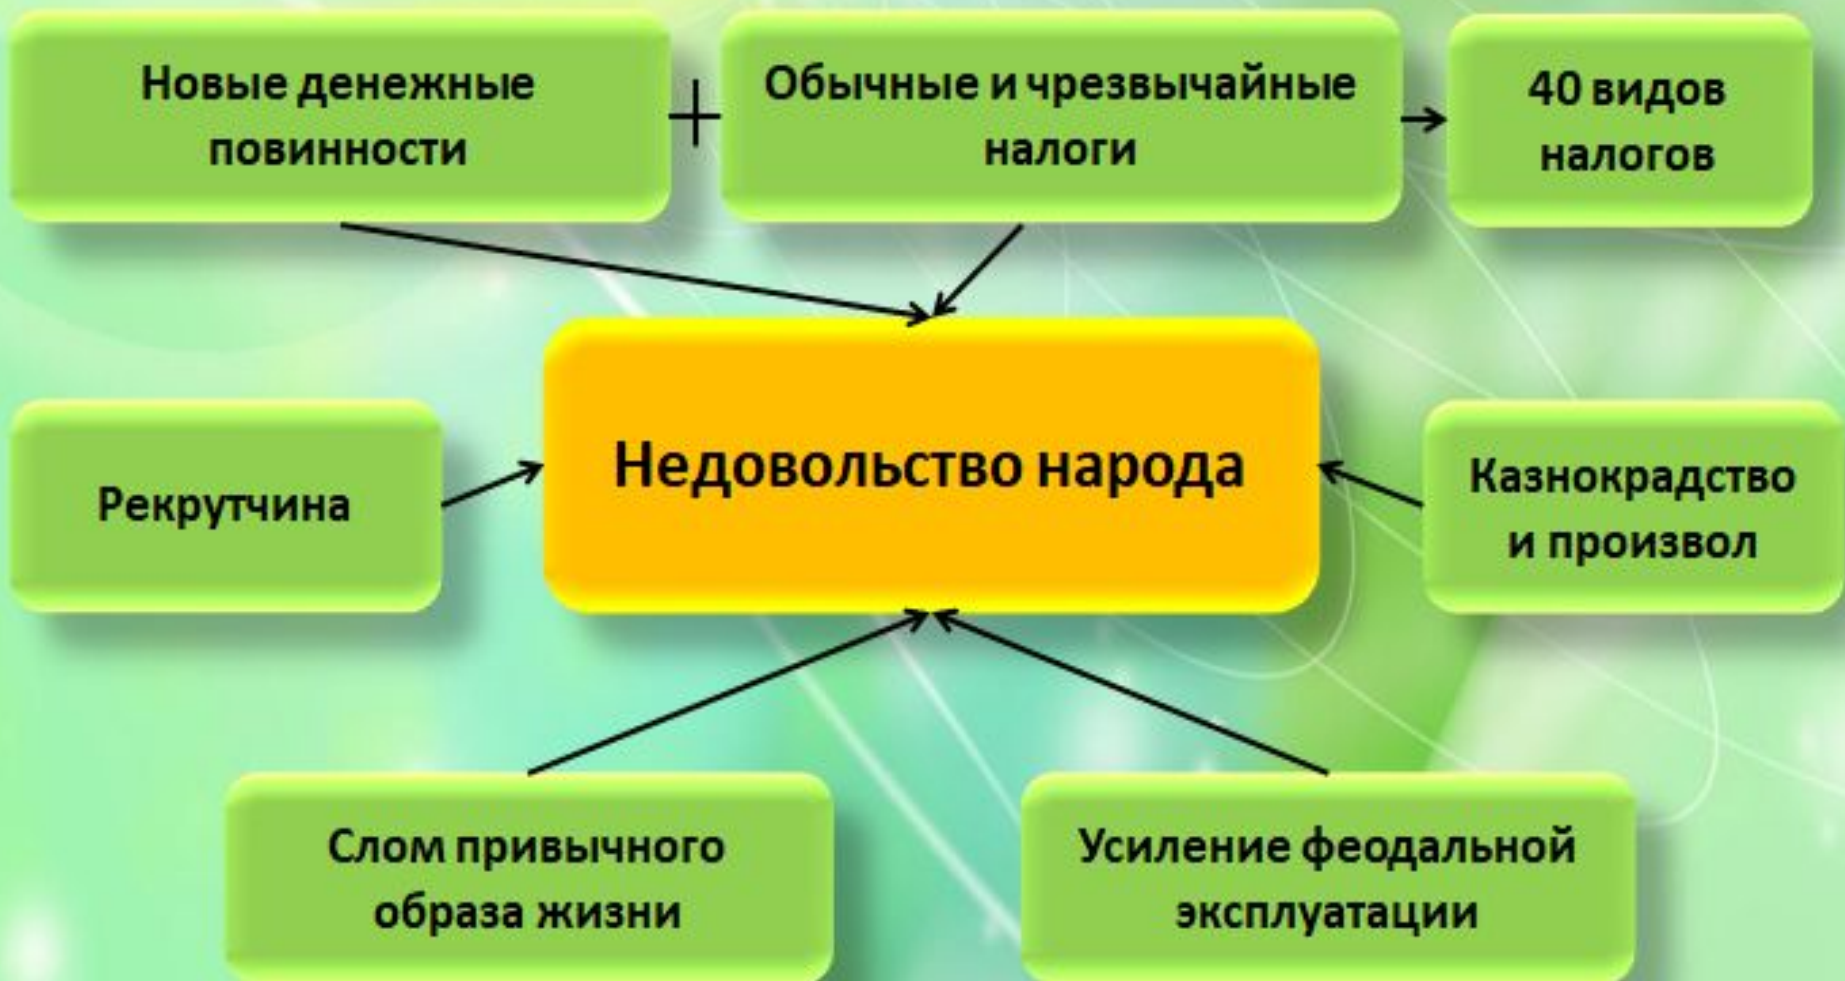 Новые денежные
повинности
+
Обычные и чрезвычайные
налоги
40 видов
налогов
Недовольство народа
Рекрутчина
Казнокрадство
и произвол
Слом привычного
образа жизни
Усиление феодальной
эксплуатации